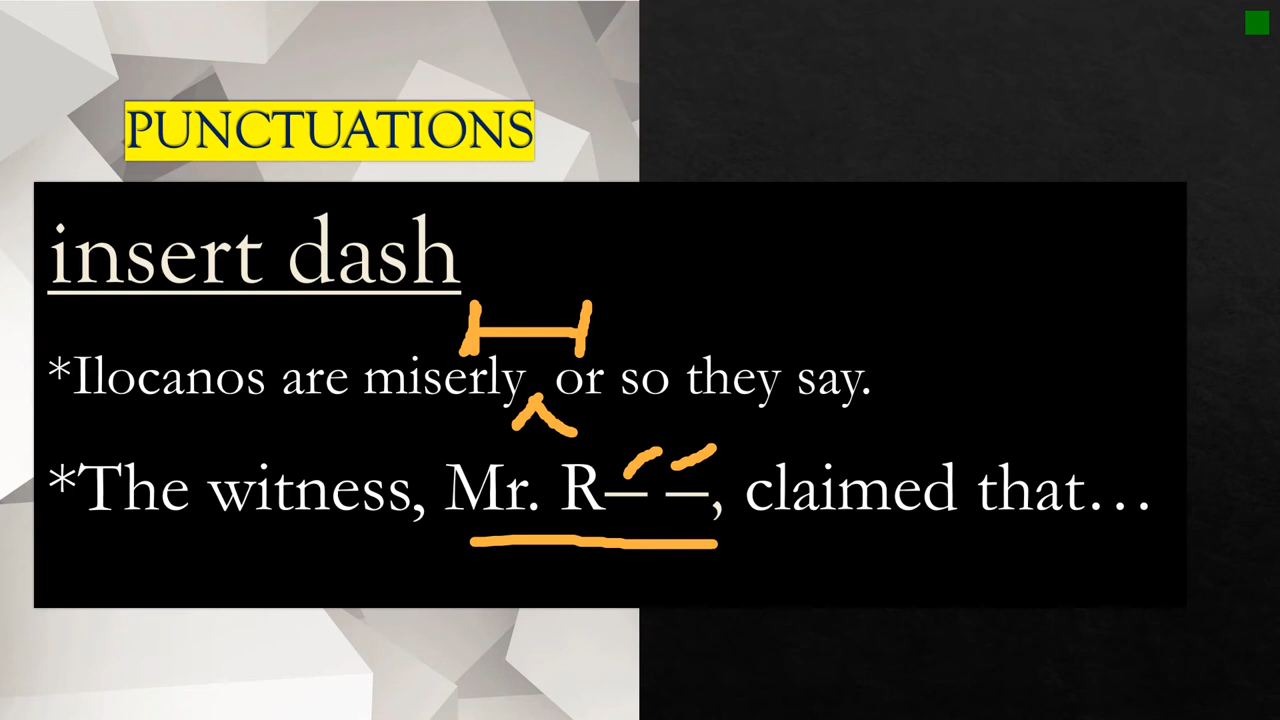 PUNCTUATIONS
insert dash
*Ilocanos are miserly or so they say.
*The witness, Mr. R— —, claimed that…